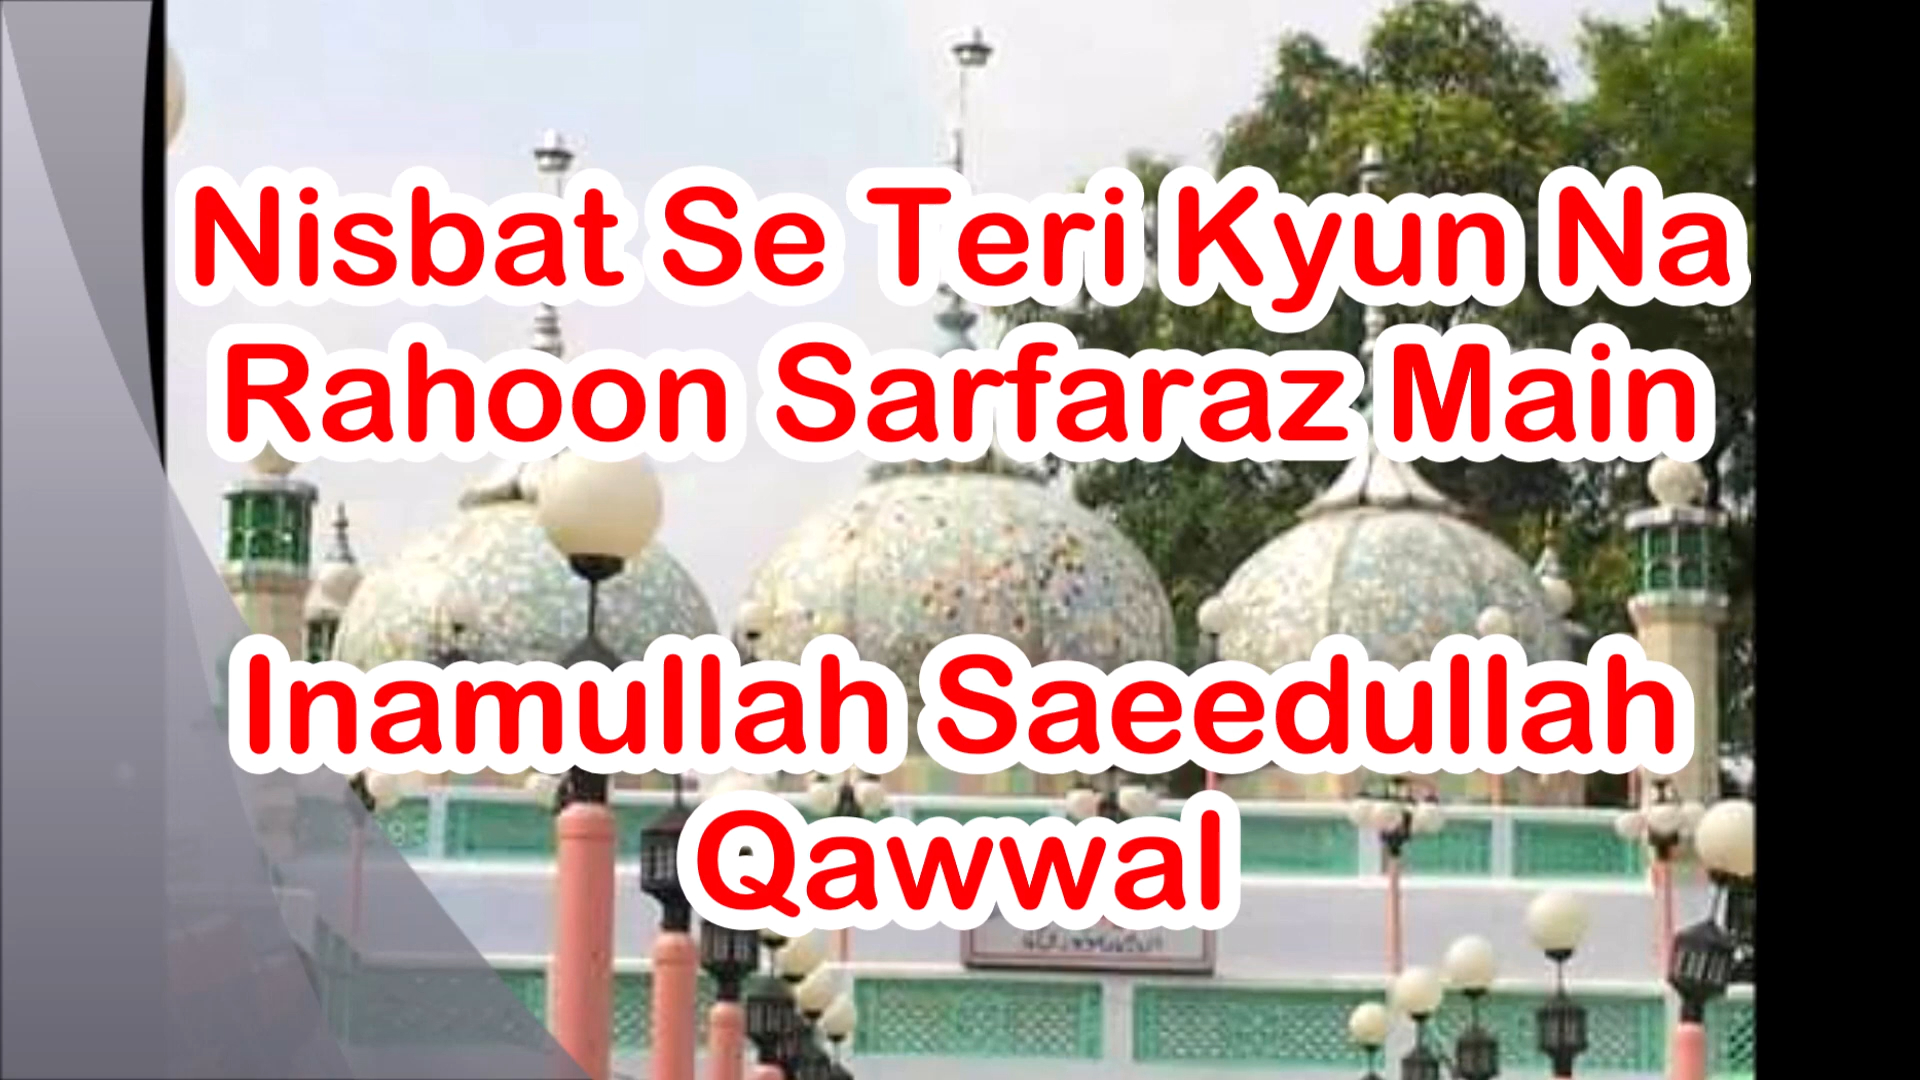 Nisbat Se Teri Kyun Na
Rahoon Sarfaraz Main
Inamullah Saeedullah
Qawwal